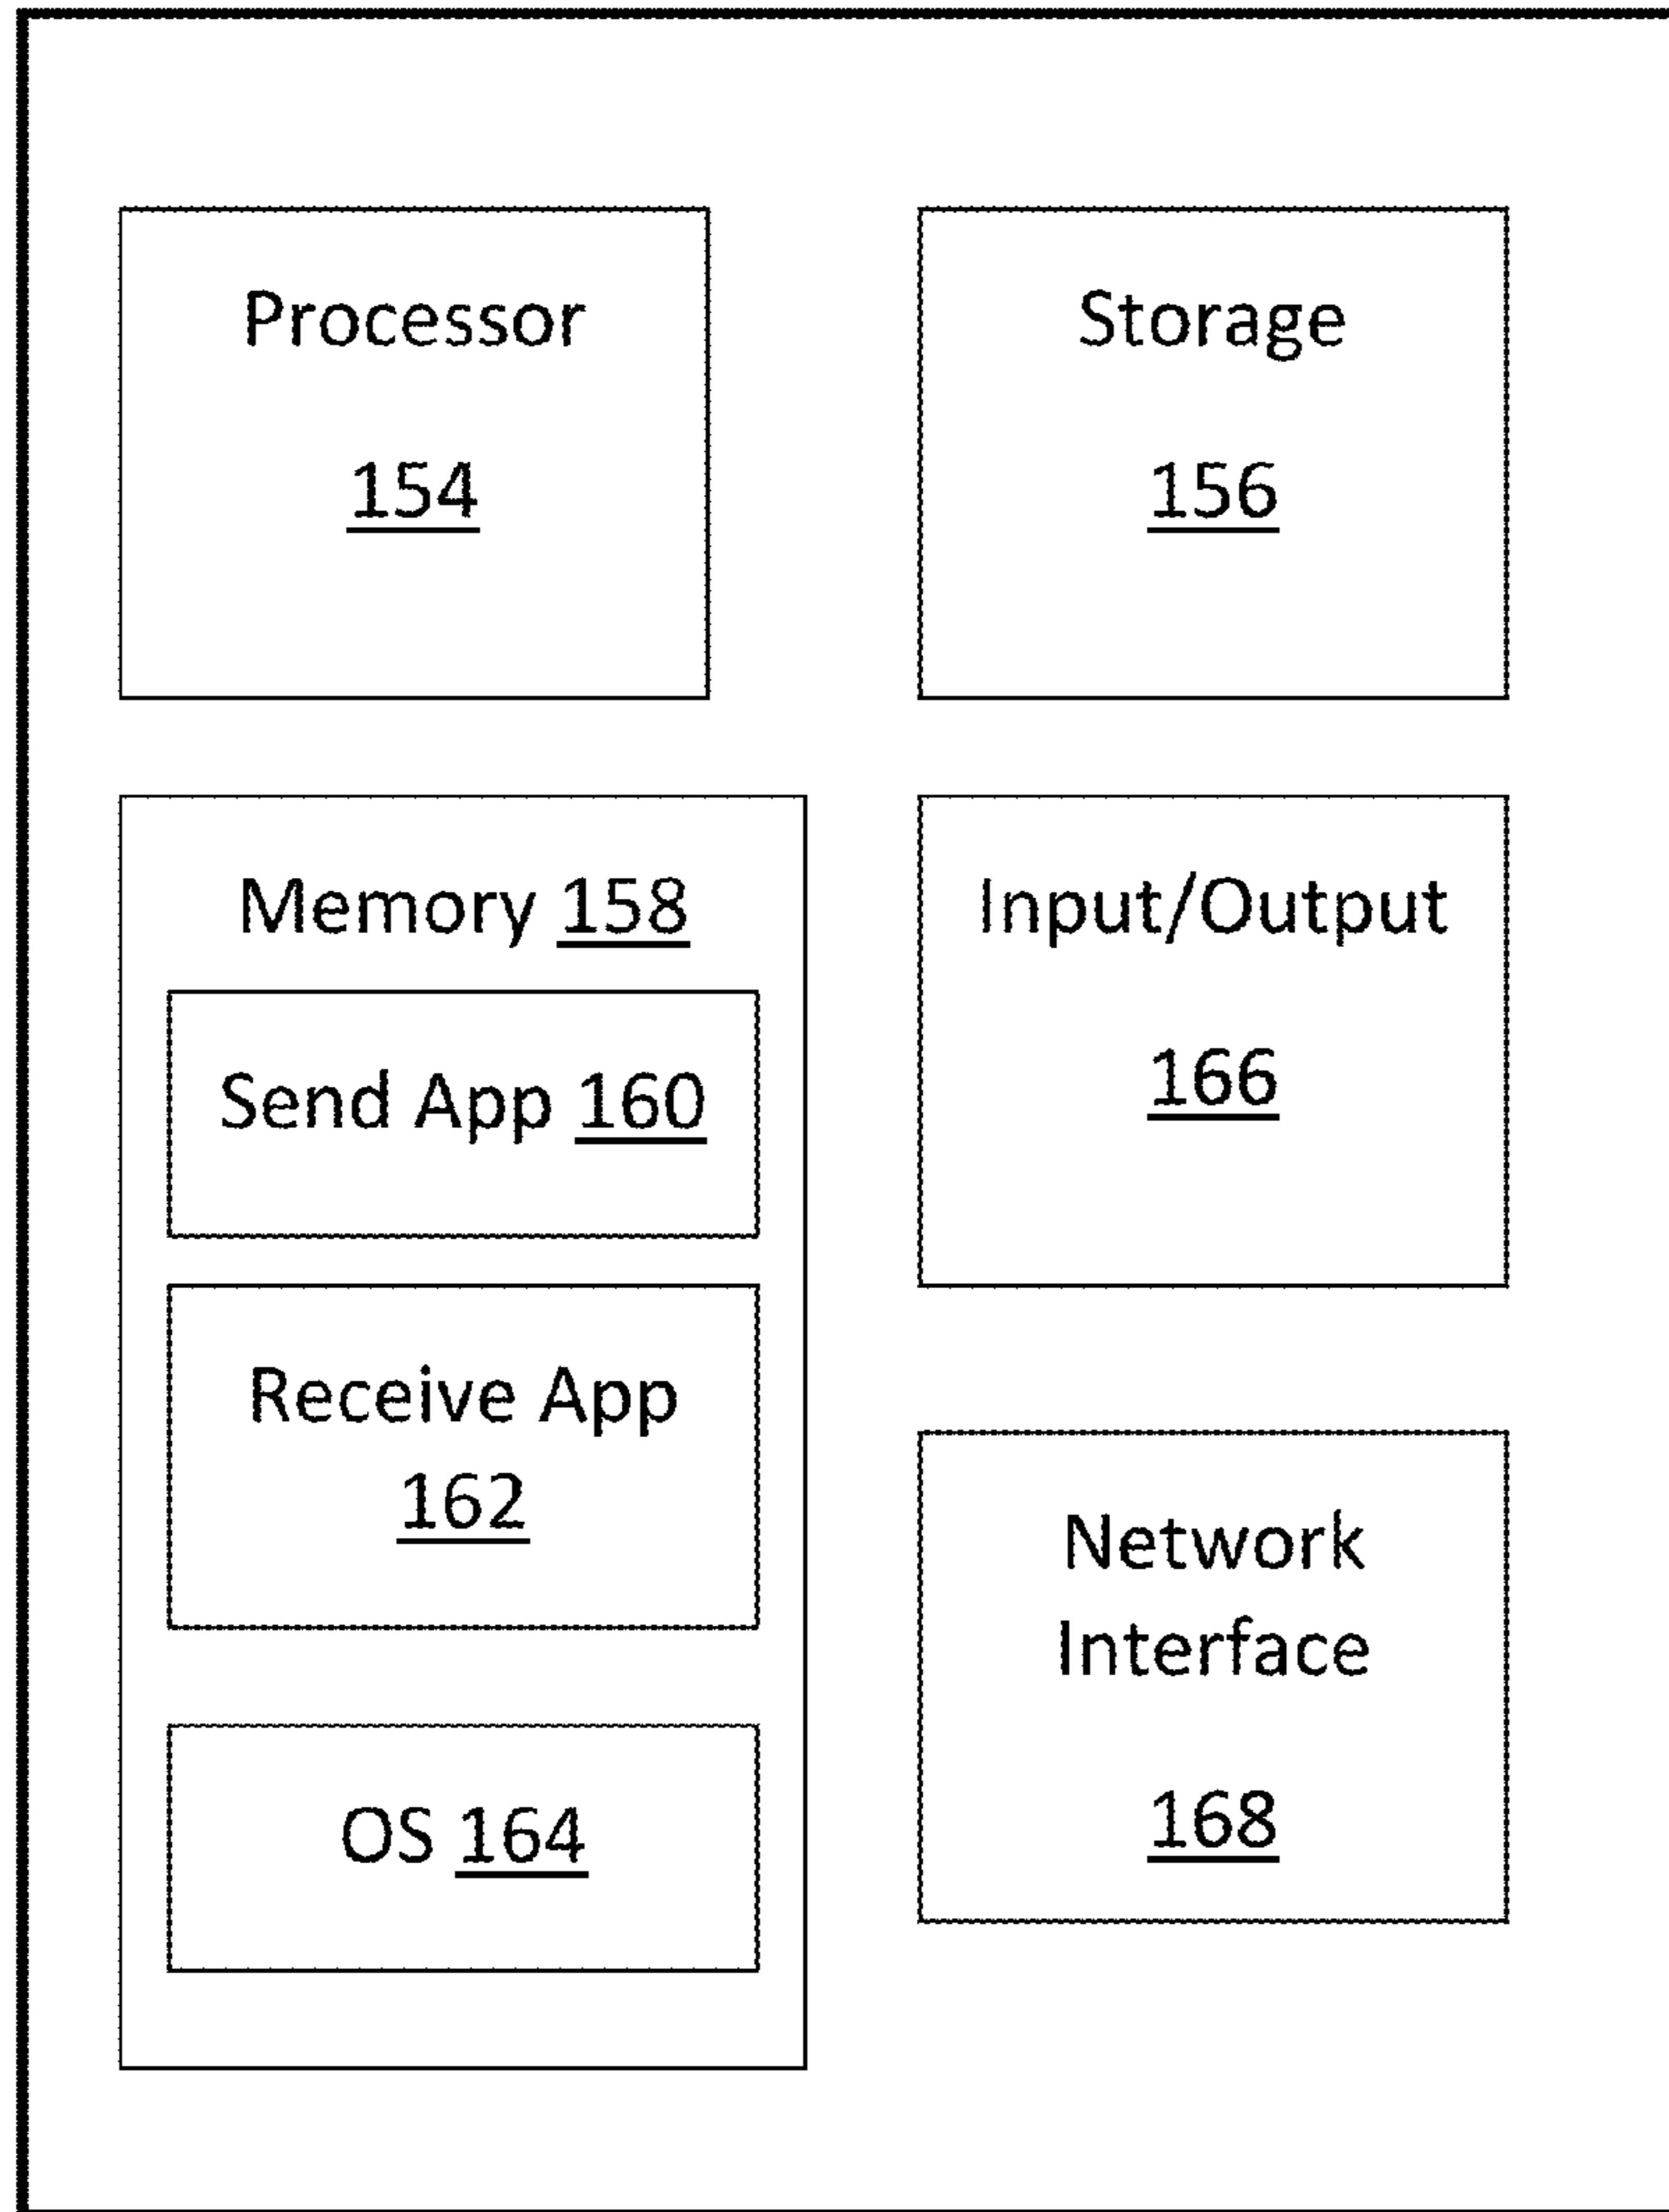 Processor
154
Storage
156
Memory 158
Send App 160
Receive App
162
OS 164
Input/Output
166
Network
Interface
168